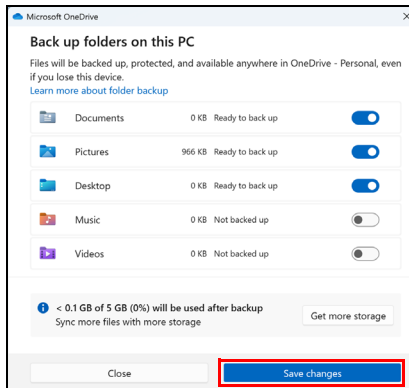 Microsoft OneDrive
Back up folders on this PC
Files will be backed up, protected, and available anywhere in OneDrive - Personal, even
if you lose this device.
Learn more about folder backup
Documents 0 KB Ready to back up
Pictures 966 KB Ready to back up
Desktop 0 KB Ready to back up
Music 0 KB Not backed up
Videos 0 KB Not backed up
< 0.1 GB of 5 GB (0%) will be used after backup
Sync more files with more storage
Get more storage
Close
Save changes